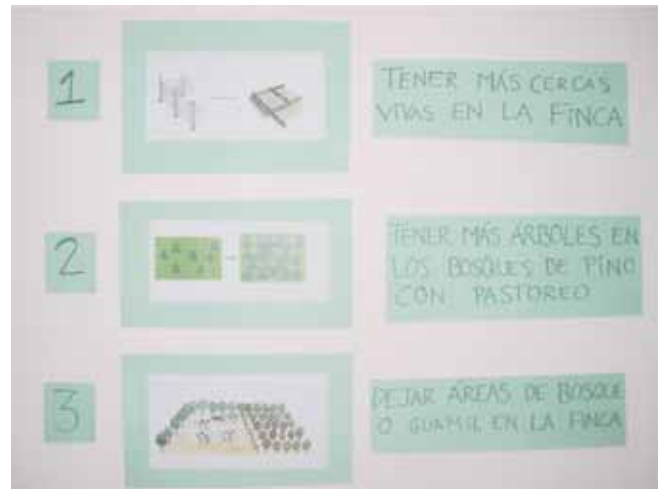 1
TENER MÁS CERCAS
VIVAS EN LA FINCA
2
TENER MÁS ÁRBOLES EN
LOS BOSQUES DE PINO
CON PASTOREO
3
DEJAR ÁREAS DE BOSQUE
O GUAMIL EN LA FINCA